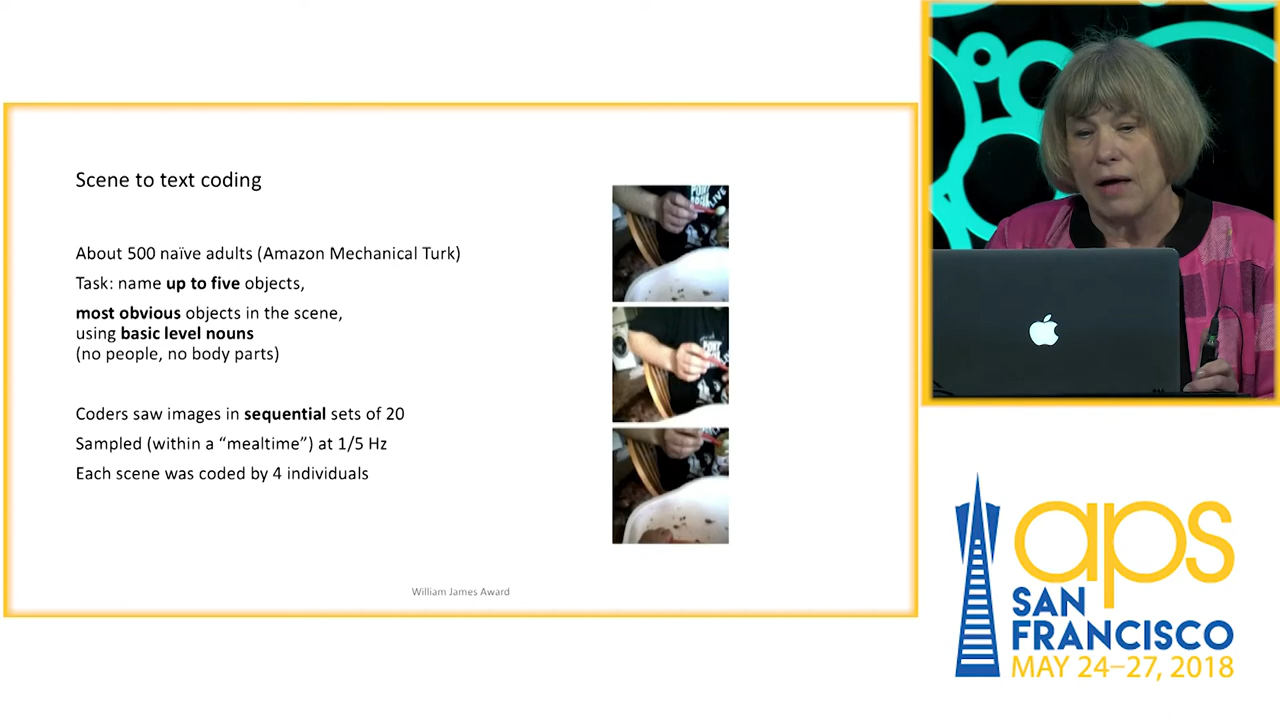 Scene to text coding
About 500 naïve adults (Amazon Mechanical Turk)
Task: name up to five objects,
most obvious objects in the scene,
using basic level nouns
(no people, no body parts)
Coders saw images in sequential sets of 20
Sampled (within a “mealtime”) at 1/5 Hz
Each scene was coded by 4 individuals
William James Award
LIVE
aps
SAN
FRANCISCO
MAY 24–27, 2018